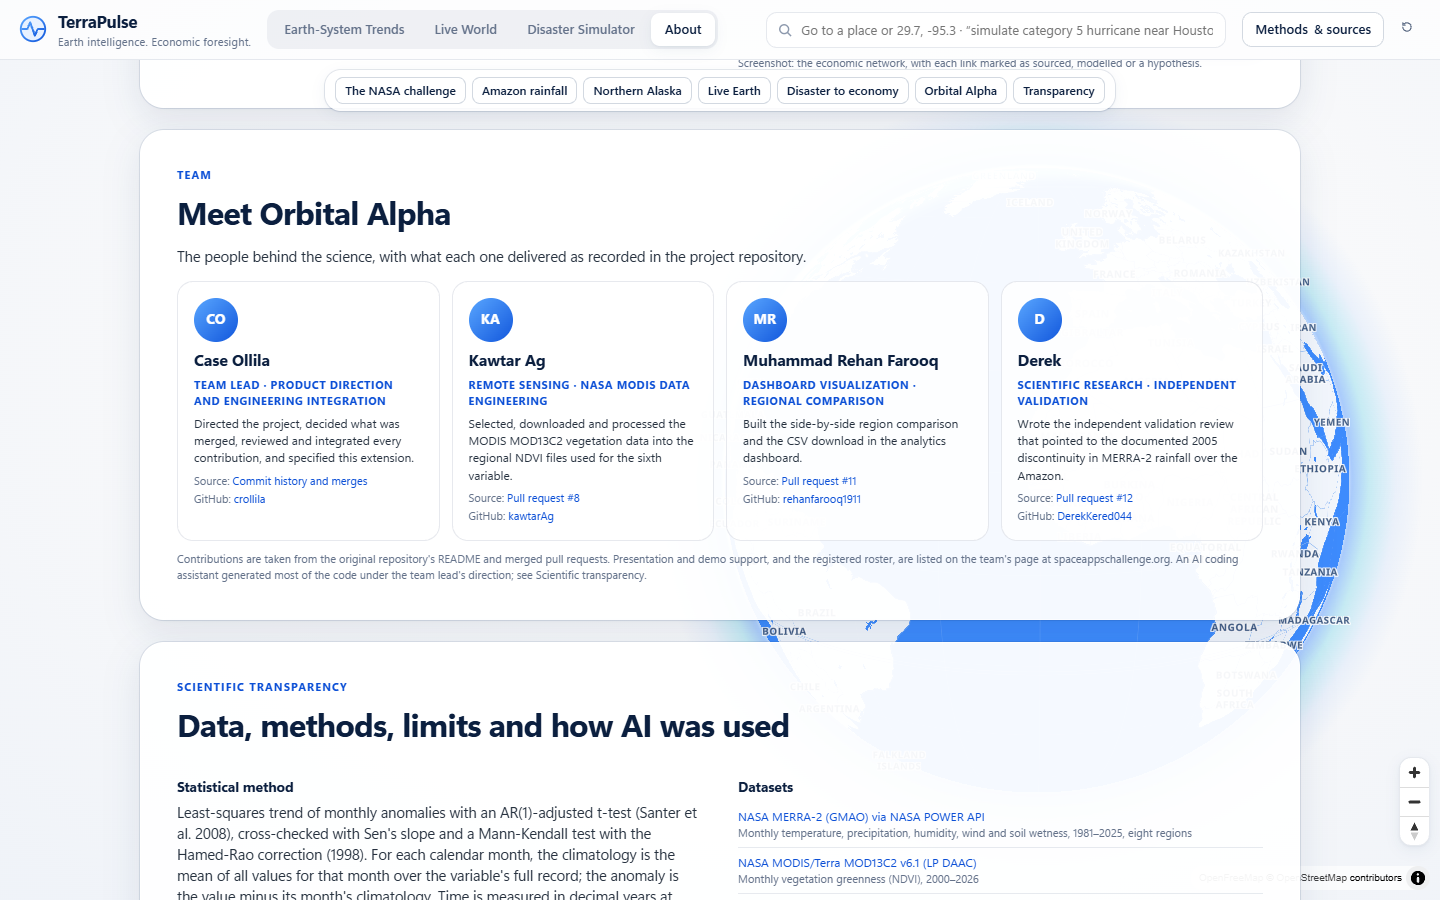 TerraPulse
Earth intelligence. Economic foresight.
Earth-System Trends
Live World
Disaster Simulator
About
Go to a place or 29.7, -95.3 · "simulate category 5 hurricane near Housto
Methods & sources
Screenshot: the economic network, with each link marked as sourced, modelled or a hypothesis.
The NASA challenge
Amazon rainfall
Northern Alaska
Live Earth
Disaster to economy
Orbital Alpha
Transparency
TEAM
Meet Orbital Alpha
The people behind the science, with what each one delivered as recorded in the project repository.
CO
Case Ollila
TEAM LEAD · PRODUCT DIRECTION
AND ENGINEERING INTEGRATION
Directed the project, decided what was
merged, reviewed and integrated every
contribution, and specified this extension.
Source: Commit history and merges
GitHub: crollila
KA
Kawtar Ag
REMOTE SENSING · NASA MODIS DATA
ENGINEERING
Selected, downloaded and processed the
MODIS MOD13C2 vegetation data into the
regional NDVI files used for the sixth
variable.
Source: Pull request #8
GitHub: kawtarAg
MR
Muhammad Rehan Farooq
DASHBOARD VISUALIZATION ·
REGIONAL COMPARISON
Built the side-by-side region comparison
and the CSV download in the analytics
dashboard.
Source: Pull request #11
GitHub: rehanfarooq1911
D
Derek
SCIENTIFIC RESEARCH · INDEPENDENT
VALIDATION
Wrote the independent validation review
that pointed to the documented 2005
discontinuity in MERRA-2 rainfall over the
Amazon.
Source: Pull request #12
GitHub: DerekKered044
Contributions are taken from the original repository's README and merged pull requests. Presentation and demo support, and the registered roster, are listed on the team's page at spaceappschallenge.org. An AI coding
assistant generated most of the code under the team lead's direction; see Scientific transparency.
YEMEN
KENYA
BRAZIL
BOLIVIA
ANGOLA
MADAGASCAR
SCIENTIFIC TRANSPARENCY
Data, methods, limits and how AI was used
Statistical method
Least-squares trend of monthly anomalies with an AR(1)-adjusted t-test (Santer et
al. 2008), cross-checked with Sen's slope and a Mann-Kendall test with the
Hamed-Rao correction (1998). For each calendar month, the climatology is the
mean of all values for that month over the variable's full record; the anomaly is
the value minus its month's climatology. Time is measured in decimal years at
Datasets
NASA MERRA-2 (GMAO) via NASA POWER API
Monthly temperature, precipitation, humidity, wind and soil wetness, 1981–2025, eight regions
NASA MODIS/Terra MOD13C2 v6.1 (LP DAAC)
Monthly vegetation greenness (NDVI), 2000–2026
OpenFreeMap © OpenStreetMap contributors